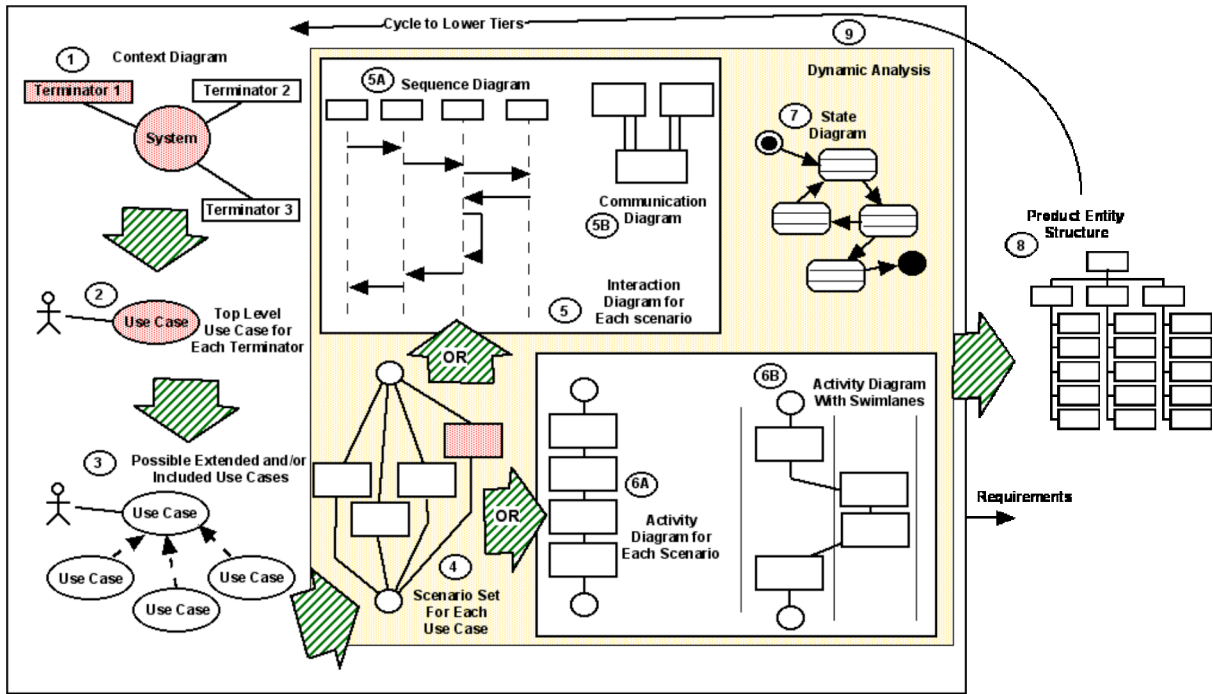 Cycle to Lower Tiers
9
1
Context Diagram
Terminator 1
Terminator 2
System
Terminator 3
2
Use Case
Top Level
Use Case for
Each Terminator
3
Possible Extended and/or
Included Use Cases
Use Case
Use Case
Use Case
Use Case
5A
Sequence Diagram
Communication
Diagram
5B
5
Interaction
Diagram for
Each scenario
Dynamic Analysis
7
State
Diagram
OR
OR
4
Scenario Set
For Each
Use Case
6A
Activity
Diagram for
Each Scenario
6B
Activity Diagram
With Swimlanes
Product Entity
Structure
8
Requirements